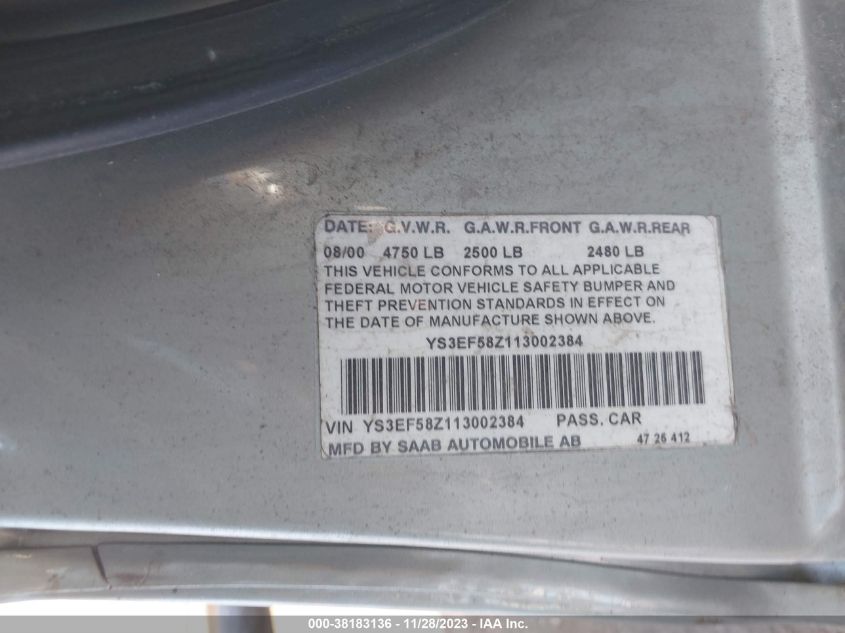 DATE: G.V.W.R. G.A.W.R.FRONT G.A.W.R.REAR
08/00 4750 LB 2500 LB 2480 LB
THIS VEHICLE CONFORMS TO ALL APPLICABLE
FEDERAL MOTOR VEHICLE SAFETY BUMPER AND
THEFT PREVENTION STANDARDS IN EFFECT ON
THE DATE OF MANUFACTURE SHOWN ABOVE.
YS3EF58Z113002384
VIN YS3EF58Z113002384 PASS. CAR
MFD BY SAAB AUTOMOBILE AB 47 26 412
000-38183136 - 11/28/2023 - IAA Inc.